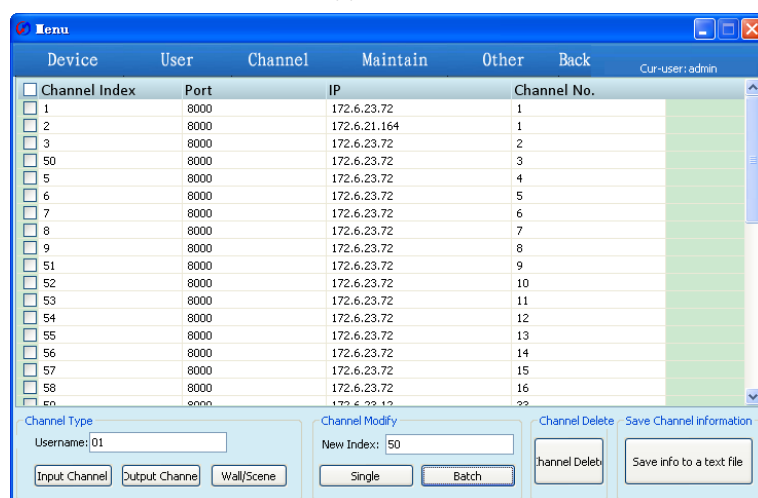 Menu
Device User Channel Maintain Other Back Cur-user: admin
Channel Index Port IP Channel No.
1 8000 172.6.23.72 1
2 8000 172.6.21.164 1
3 8000 172.6.23.72 2
50 8000 172.6.23.72 3
5 8000 172.6.23.72 4
6 8000 172.6.23.72 5
7 8000 172.6.23.72 6
8 8000 172.6.23.72 7
9 8000 172.6.23.72 8
51 8000 172.6.23.72 9
52 8000 172.6.23.72 10
53 8000 172.6.23.72 11
54 8000 172.6.23.72 12
55 8000 172.6.23.72 13
56 8000 172.6.23.72 14
57 8000 172.6.23.72 15
58 8000 172.6.23.72 16
Channel Type Channel Modify Channel Delete Save Channel information
Username: 01 New Index: 50
Input Channel Output Channe Wall/Scene Single Batch hannel Delet Save info to a text file